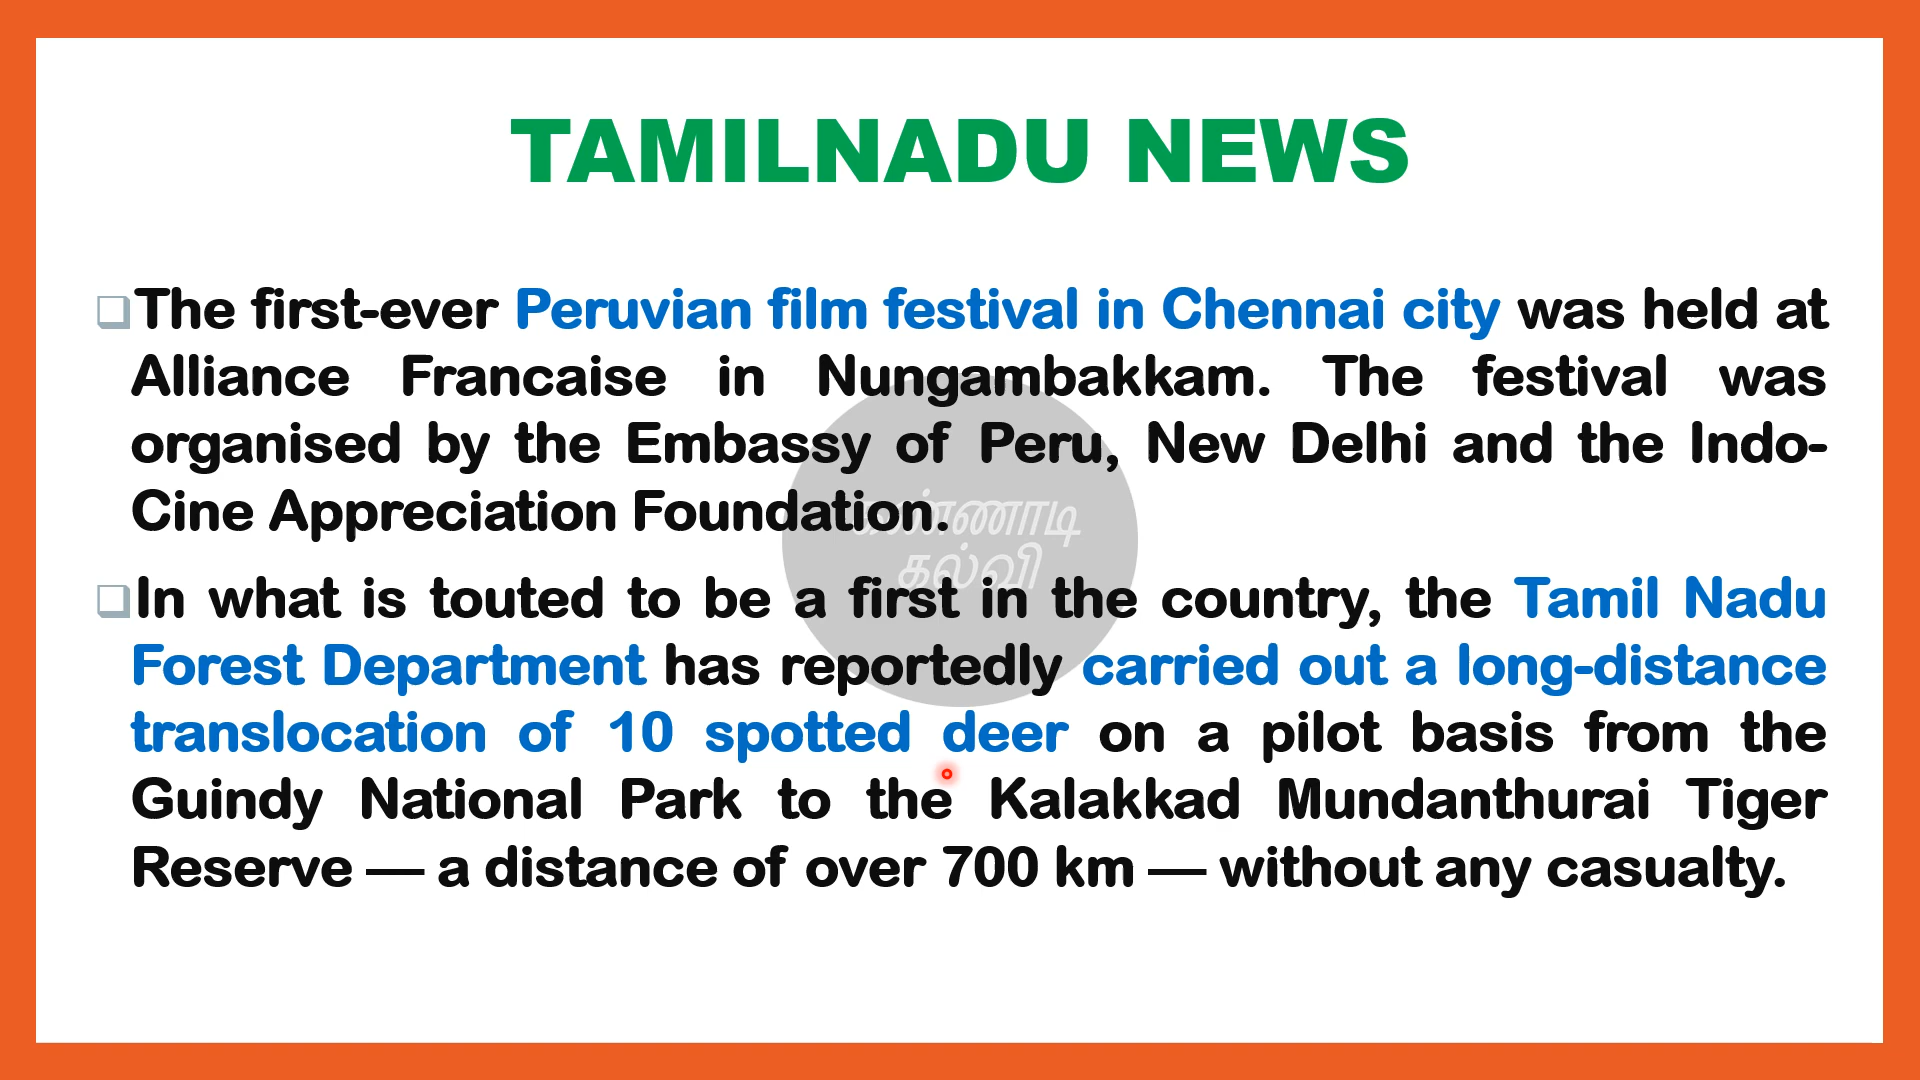 TAMILNADU NEWS
The first-ever Peruvian film festival in Chennai city was held at
Alliance Francaise in Nungambakkam. The festival was
organised by the Embassy of Peru, New Delhi and the Indo-
Cine Appreciation Foundation.
கண்ணாடி
கல்வி
In what is touted to be a first in the country, the Tamil Nadu
Forest Department has reportedly carried out a long-distance
translocation of 10 spotted deer on a pilot basis from the
Guindy National Park to the Kalakkad Mundanthurai Tiger
Reserve — a distance of over 700 km — without any casualty.